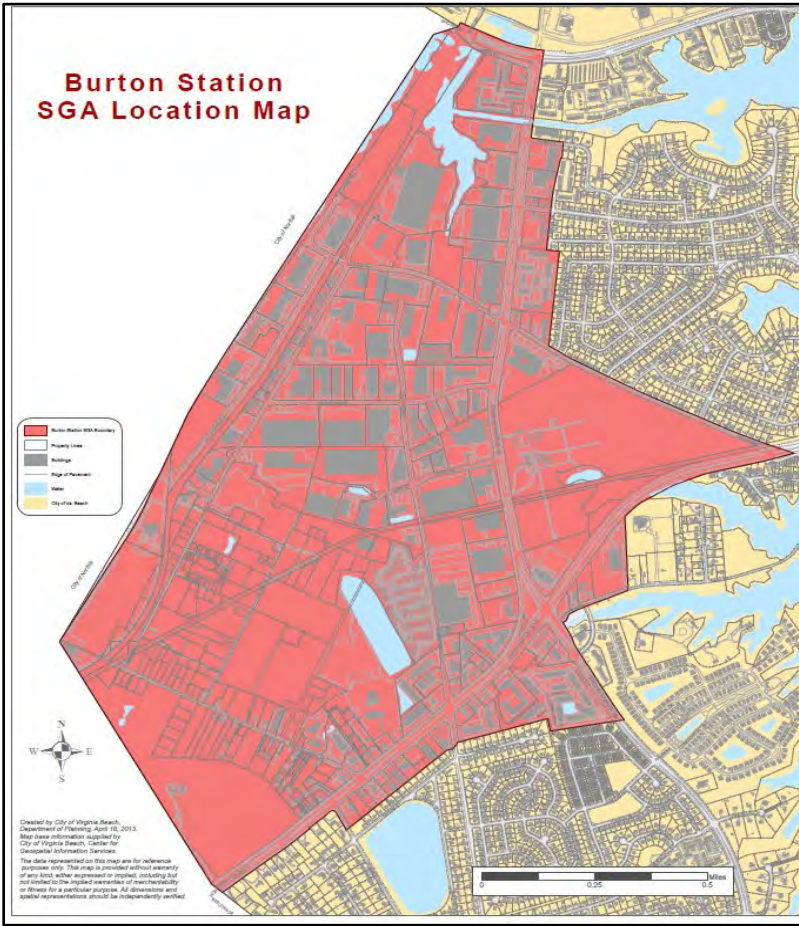 Burton Station
SGA Location Map
City of Norfolk
Burton Station SGA Boundary
Property Lines
Buildings
Edge of Pavement
Water
City of Va. Beach
City of Norfolk
N
W E
S
Created by City of Virginia Beach,
Department of Planning, April 18, 2013.
Map base information supplied by
City of Virginia Beach, Center for
Geospatial Information Services.
The data represented on this map are for reference
purposes only. This map is provided without warranty
of any kind, either expressed or implied, including but
not limited to the implied warranties of merchantability
or fitness for a particular purpose. All dimensions and
spatial representations should be independently verified.
Miles
0 0.25 0.5